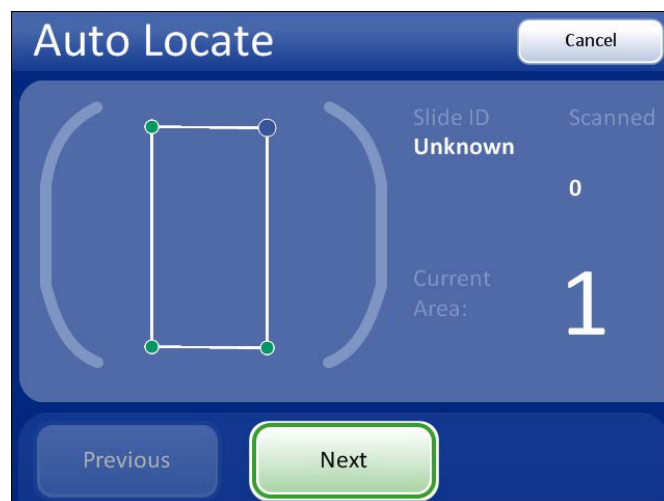 Auto Locate
Cancel
Slide ID
Scanned
Unknown
0
Current
Area:
1
Previous
Next